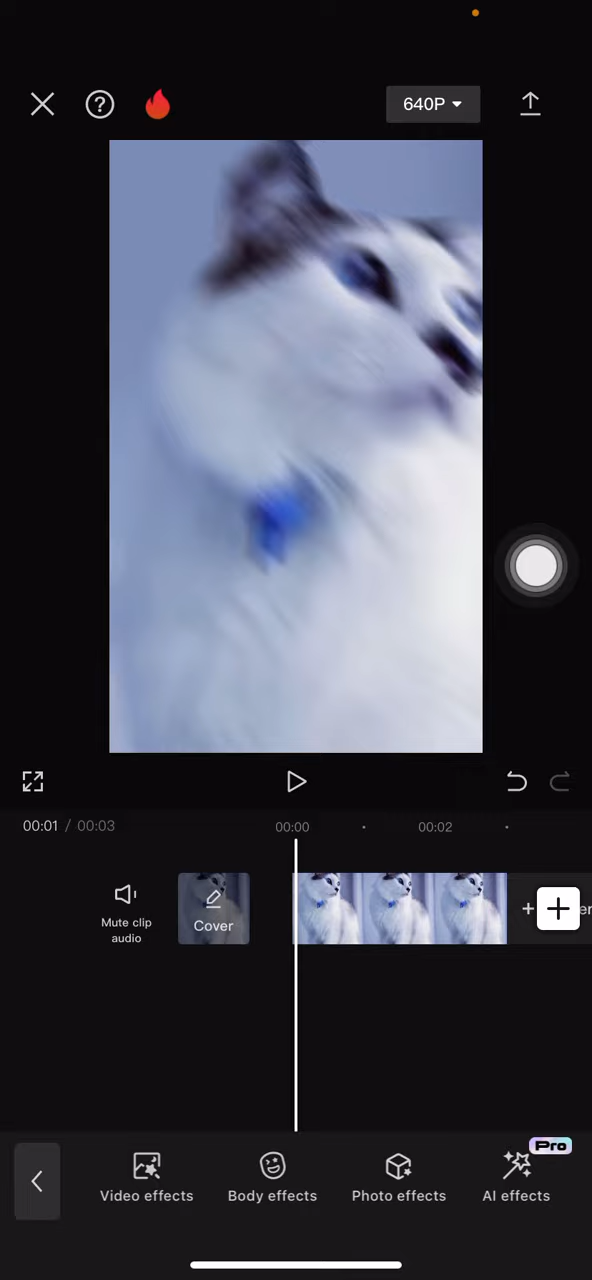 640P
00:01 / 00:03
00:00
00:02
Mute clip
audio
Cover
+
er
Pro
Video effects
Body effects
Photo effects
AI effects